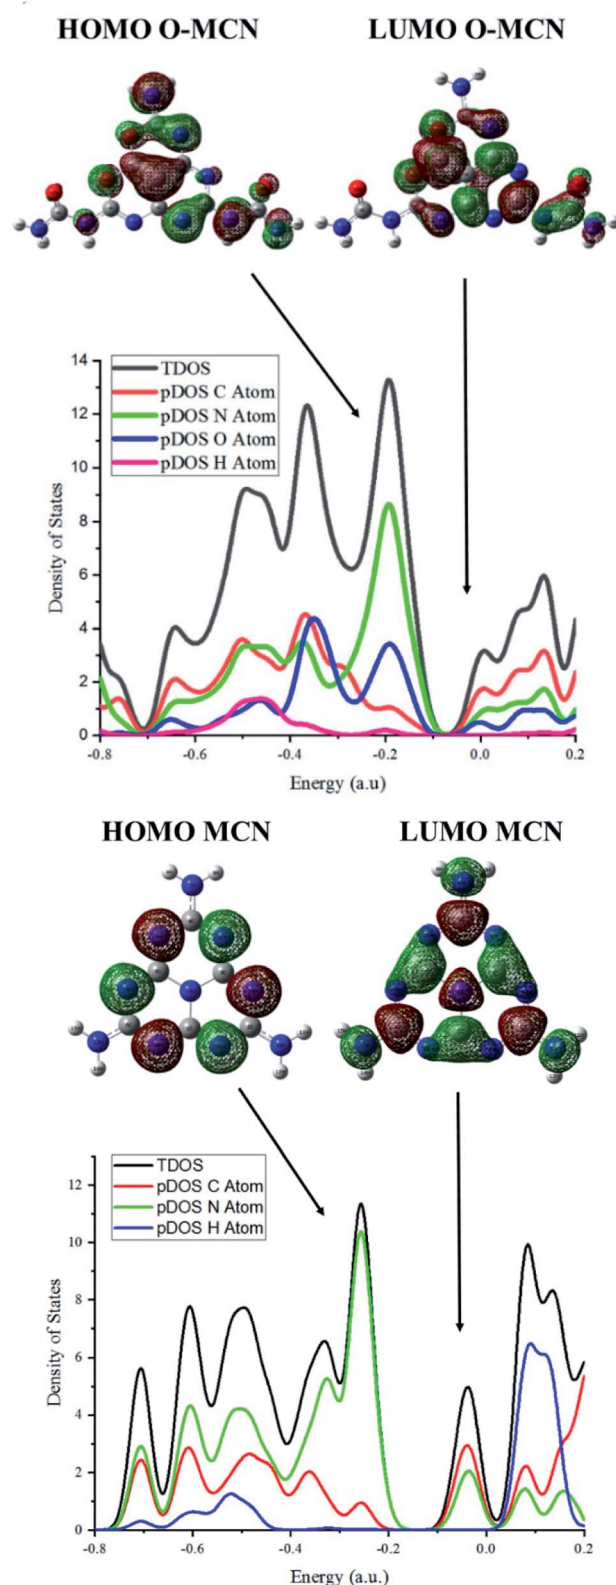 HOMO O-MCN LUMO O-MCN
14
12
10
8
6
4
2
0
Density of States
TDOS
pDOS C Atom
pDOS N Atom
pDOS O Atom
pDOS H Atom
-0.8 -0.6 -0.4 -0.2 0.0 0.2
Energy (a.u)
HOMO MCN LUMO MCN
12
10
8
6
4
2
0
Density of States
TDOS
pDOS C Atom
pDOS N Atom
pDOS H Atom
-0.8 -0.6 -0.4 -0.2 0.0 0.2
Energy (a.u.)